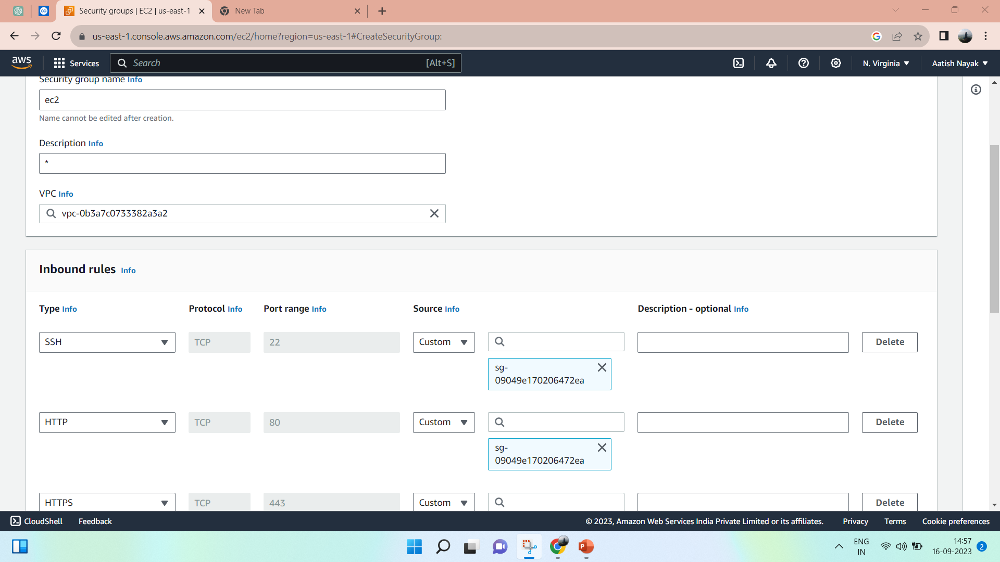 Security groups | EC2 | us-east-1
New Tab
us-east-1.console.aws.amazon.com/ec2/home?region=us-east-1#CreateSecurityGroup:
aws
Services
Search
[Alt+S]
N. Virginia
Aatish Nayak
Security group name Info
ec2
Name cannot be edited after creation.
Description Info
*
VPC Info
vpc-0b3a7c0733382a3a2
Inbound rules Info
Type Info
Protocol Info
Port range Info
Source Info
Description - optional Info
SSH
TCP
22
Custom
Delete
sg-
09049e170206472ea
HTTP
TCP
80
Custom
Delete
sg-
09049e170206472ea
HTTPS
TCP
443
Custom
Delete
CloudShell
Feedback
© 2023, Amazon Web Services India Private Limited or its affiliates.
Privacy
Terms
Cookie preferences
ENG
IN
14:57
16-09-2023
2